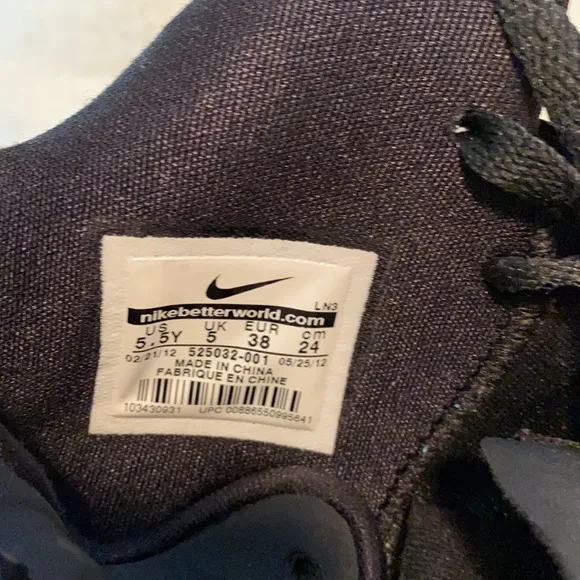 LN3
nikebetterworld.com
US UK EUR cm
5.5Y 5 38 24
02/21/12 525032-001 05/25/12
MADE IN CHINA
FABRIQUE EN CHINE
103430931 UPC 00886550995641